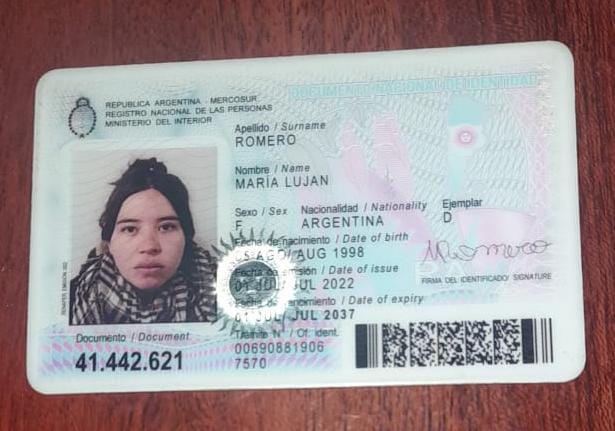 DOCUMENTO NACIONAL DE IDENTIDAD
REPUBLICA ARGENTINA - MERCOSUR
REGISTRO NACIONAL DE LAS PERSONAS
MINISTERIO DEL INTERIOR
Apellido / Surname
ROMERO
Nombre / Name
MARÍA LUJAN
Sexo / Sex Nacionalidad / Nationality Ejemplar
F ARGENTINA D
Fecha de nacimiento / Date of birth
AGO/ AUG 1998
Fecha de emisión / Date of issue
01 JUL/ JUL 2022
Fecha de vencimiento / Date of expiry
01 JUL/ JUL 2037
MRomero
FIRMA DEL IDENTIFICADO/ SIGNATURE
Documento / Document
41.442.621
Trámite N° / Of. ident.
00690881906
7570